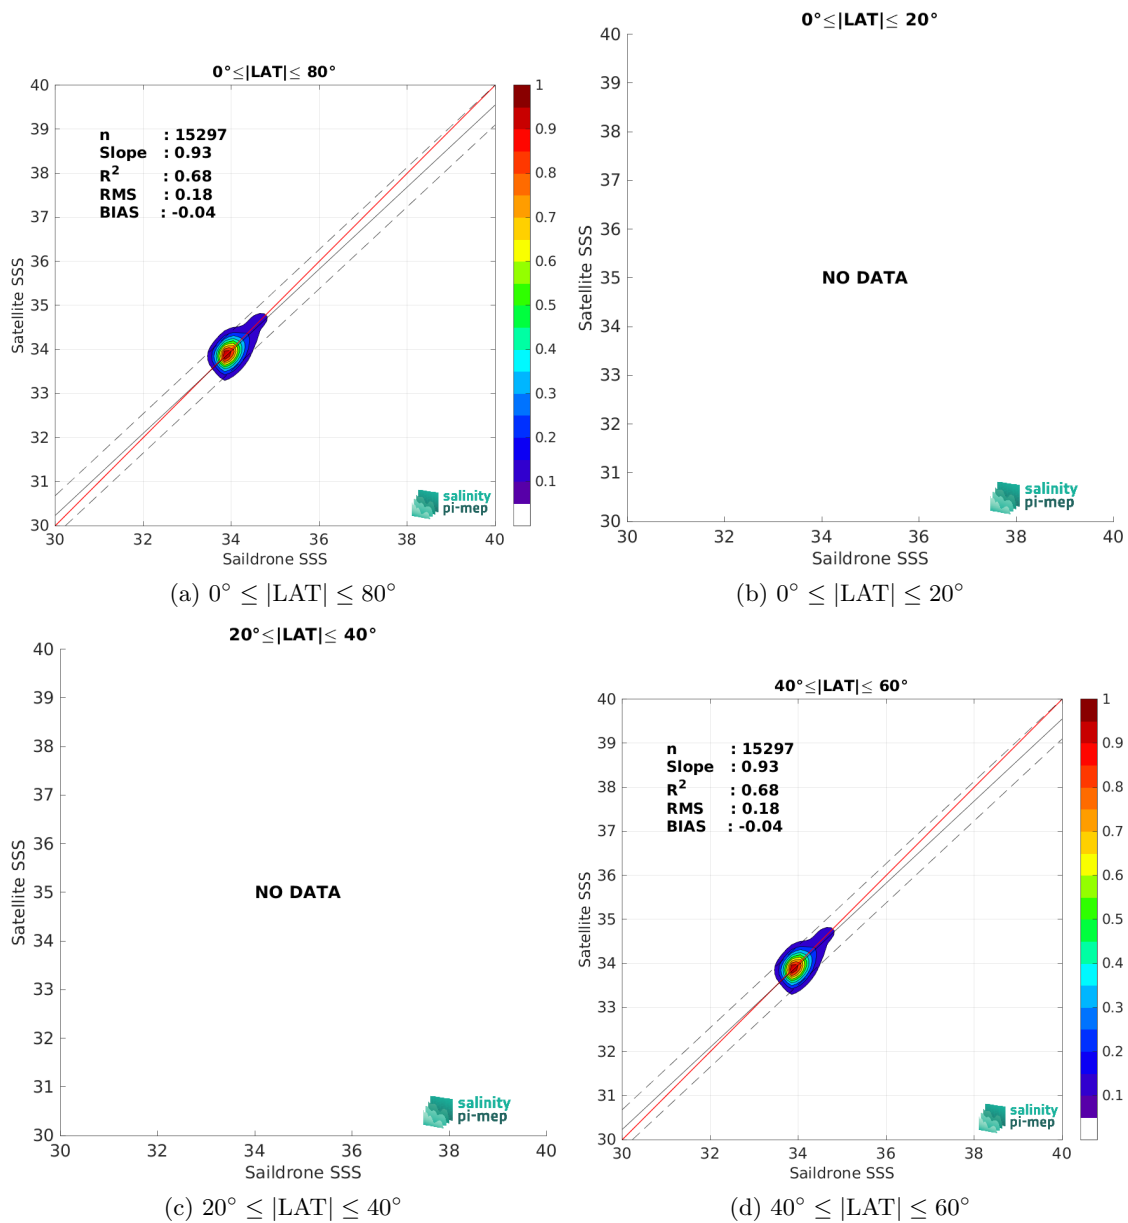 0°≤|LAT|≤ 80°
40
39
38
37
36
35
34
33
32
31
30
Satellite SSS
n : 15297
Slope : 0.93
R² : 0.68
RMS : 0.18
BIAS : -0.04
salinity
pi-mep
30 32 34 36 38 40
Saildrone SSS
1
0.9
0.8
0.7
0.6
0.5
0.4
0.3
0.2
0.1
(a) 0° ≤ |LAT| ≤ 80°
0°≤|LAT|≤ 20°
40
39
38
37
36
35
34
33
32
31
30
Satellite SSS
NO DATA
salinity
pi-mep
30 32 34 36 38 40
Saildrone SSS
(b) 0° ≤ |LAT| ≤ 20°
20°≤|LAT|≤ 40°
40
39
38
37
36
35
34
33
32
31
30
Satellite SSS
NO DATA
salinity
pi-mep
30 32 34 36 38 40
Saildrone SSS
(c) 20° ≤ |LAT| ≤ 40°
40°≤|LAT|≤ 60°
40
39
38
37
36
35
34
33
32
31
30
Satellite SSS
n : 15297
Slope : 0.93
R² : 0.68
RMS : 0.18
BIAS : -0.04
salinity
pi-mep
30 32 34 36 38 40
Saildrone SSS
1
0.9
0.8
0.7
0.6
0.5
0.4
0.3
0.2
0.1
(d) 40° ≤ |LAT| ≤ 60°